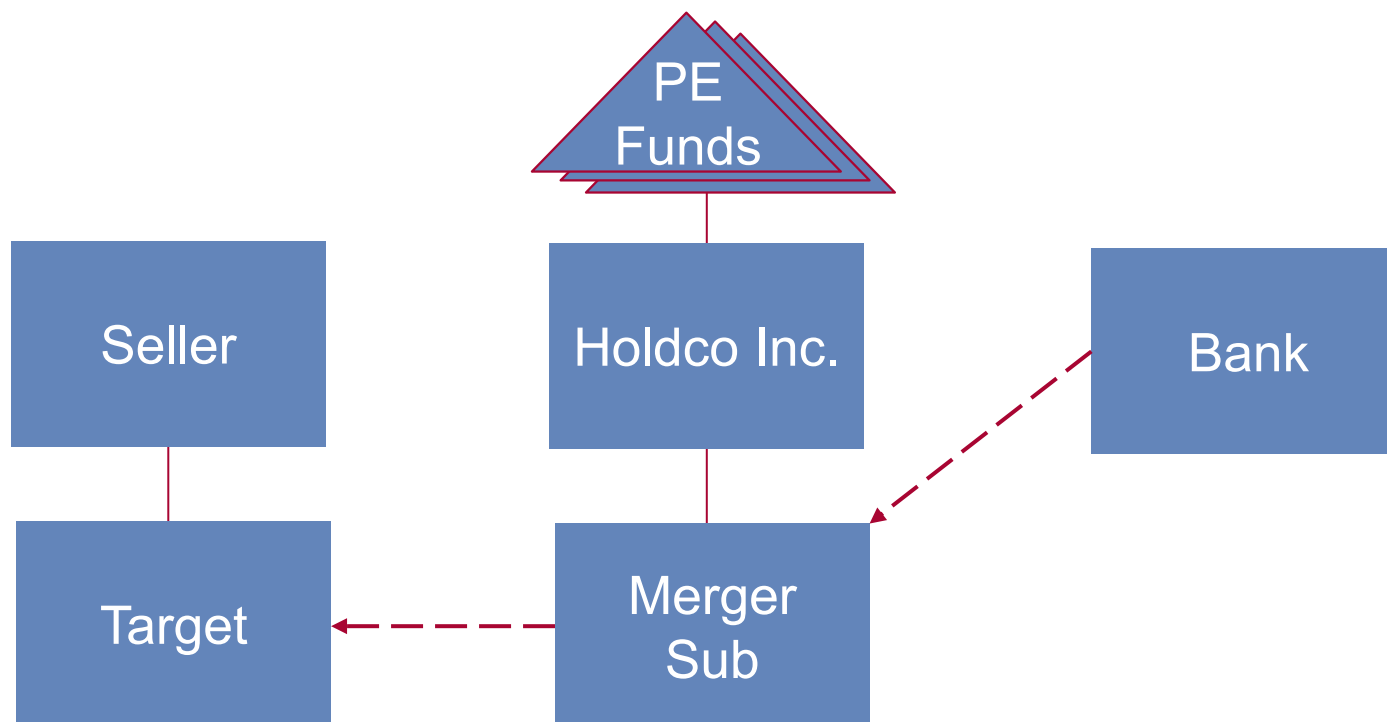 PE
Funds
Seller
Holdco Inc.
Bank
Target
Merger
Sub